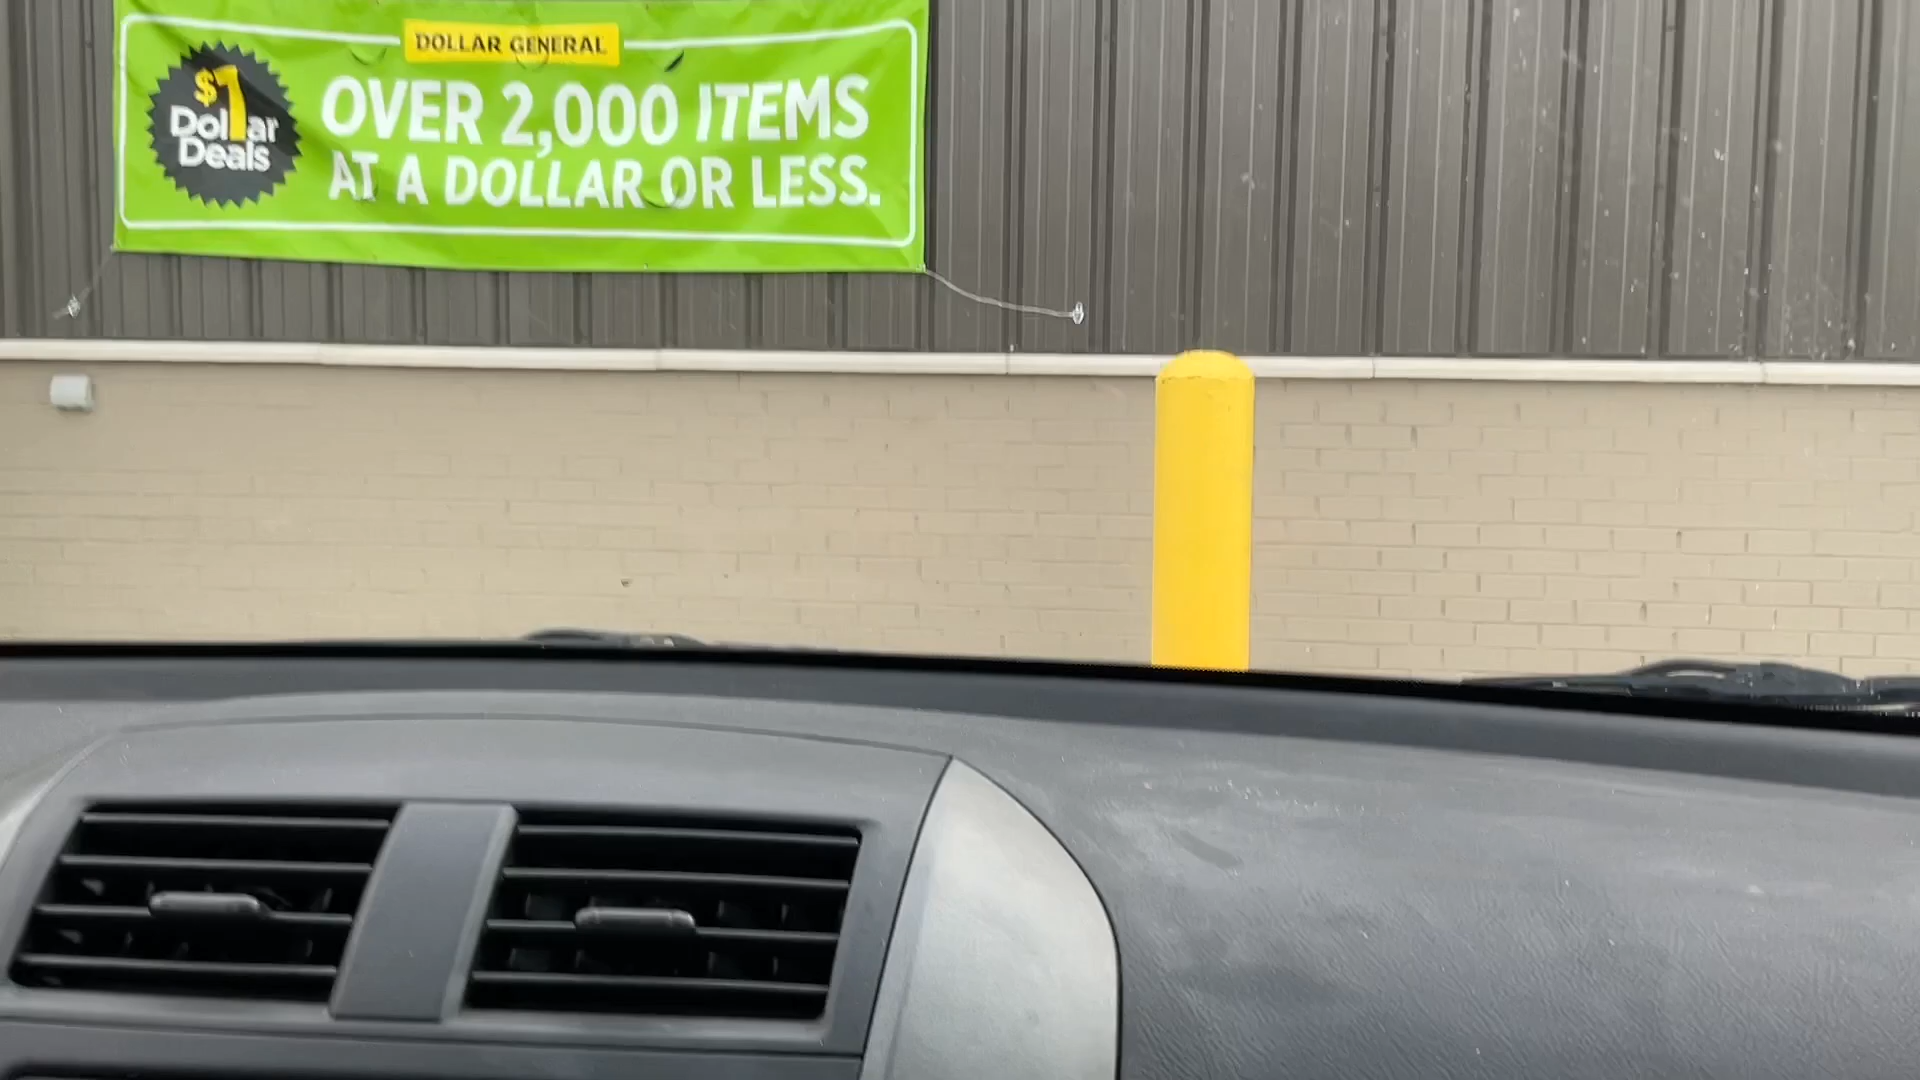 DOLLAR GENERAL
$1
Dollar
Deals
OVER 2,000 ITEMS
AT A DOLLAR OR LESS.